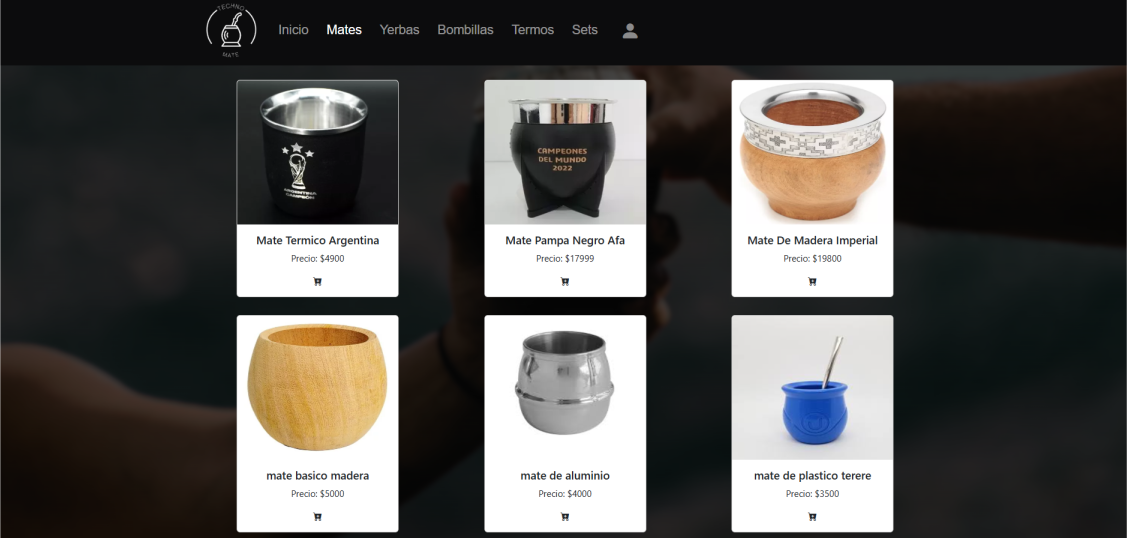 TECHNO
MATE
Inicio Mates Yerbas Bombillas Termos Sets
ARGENTINA
CAMPEON
CAMPEONES
DEL MUNDO
2022
Mate Termico Argentina
Precio: $4900
Mate Pampa Negro Afa
Precio: $17999
Mate De Madera Imperial
Precio: $19800
mate basico madera
Precio: $5000
mate de aluminio
Precio: $4000
mate de plastico terere
Precio: $3500